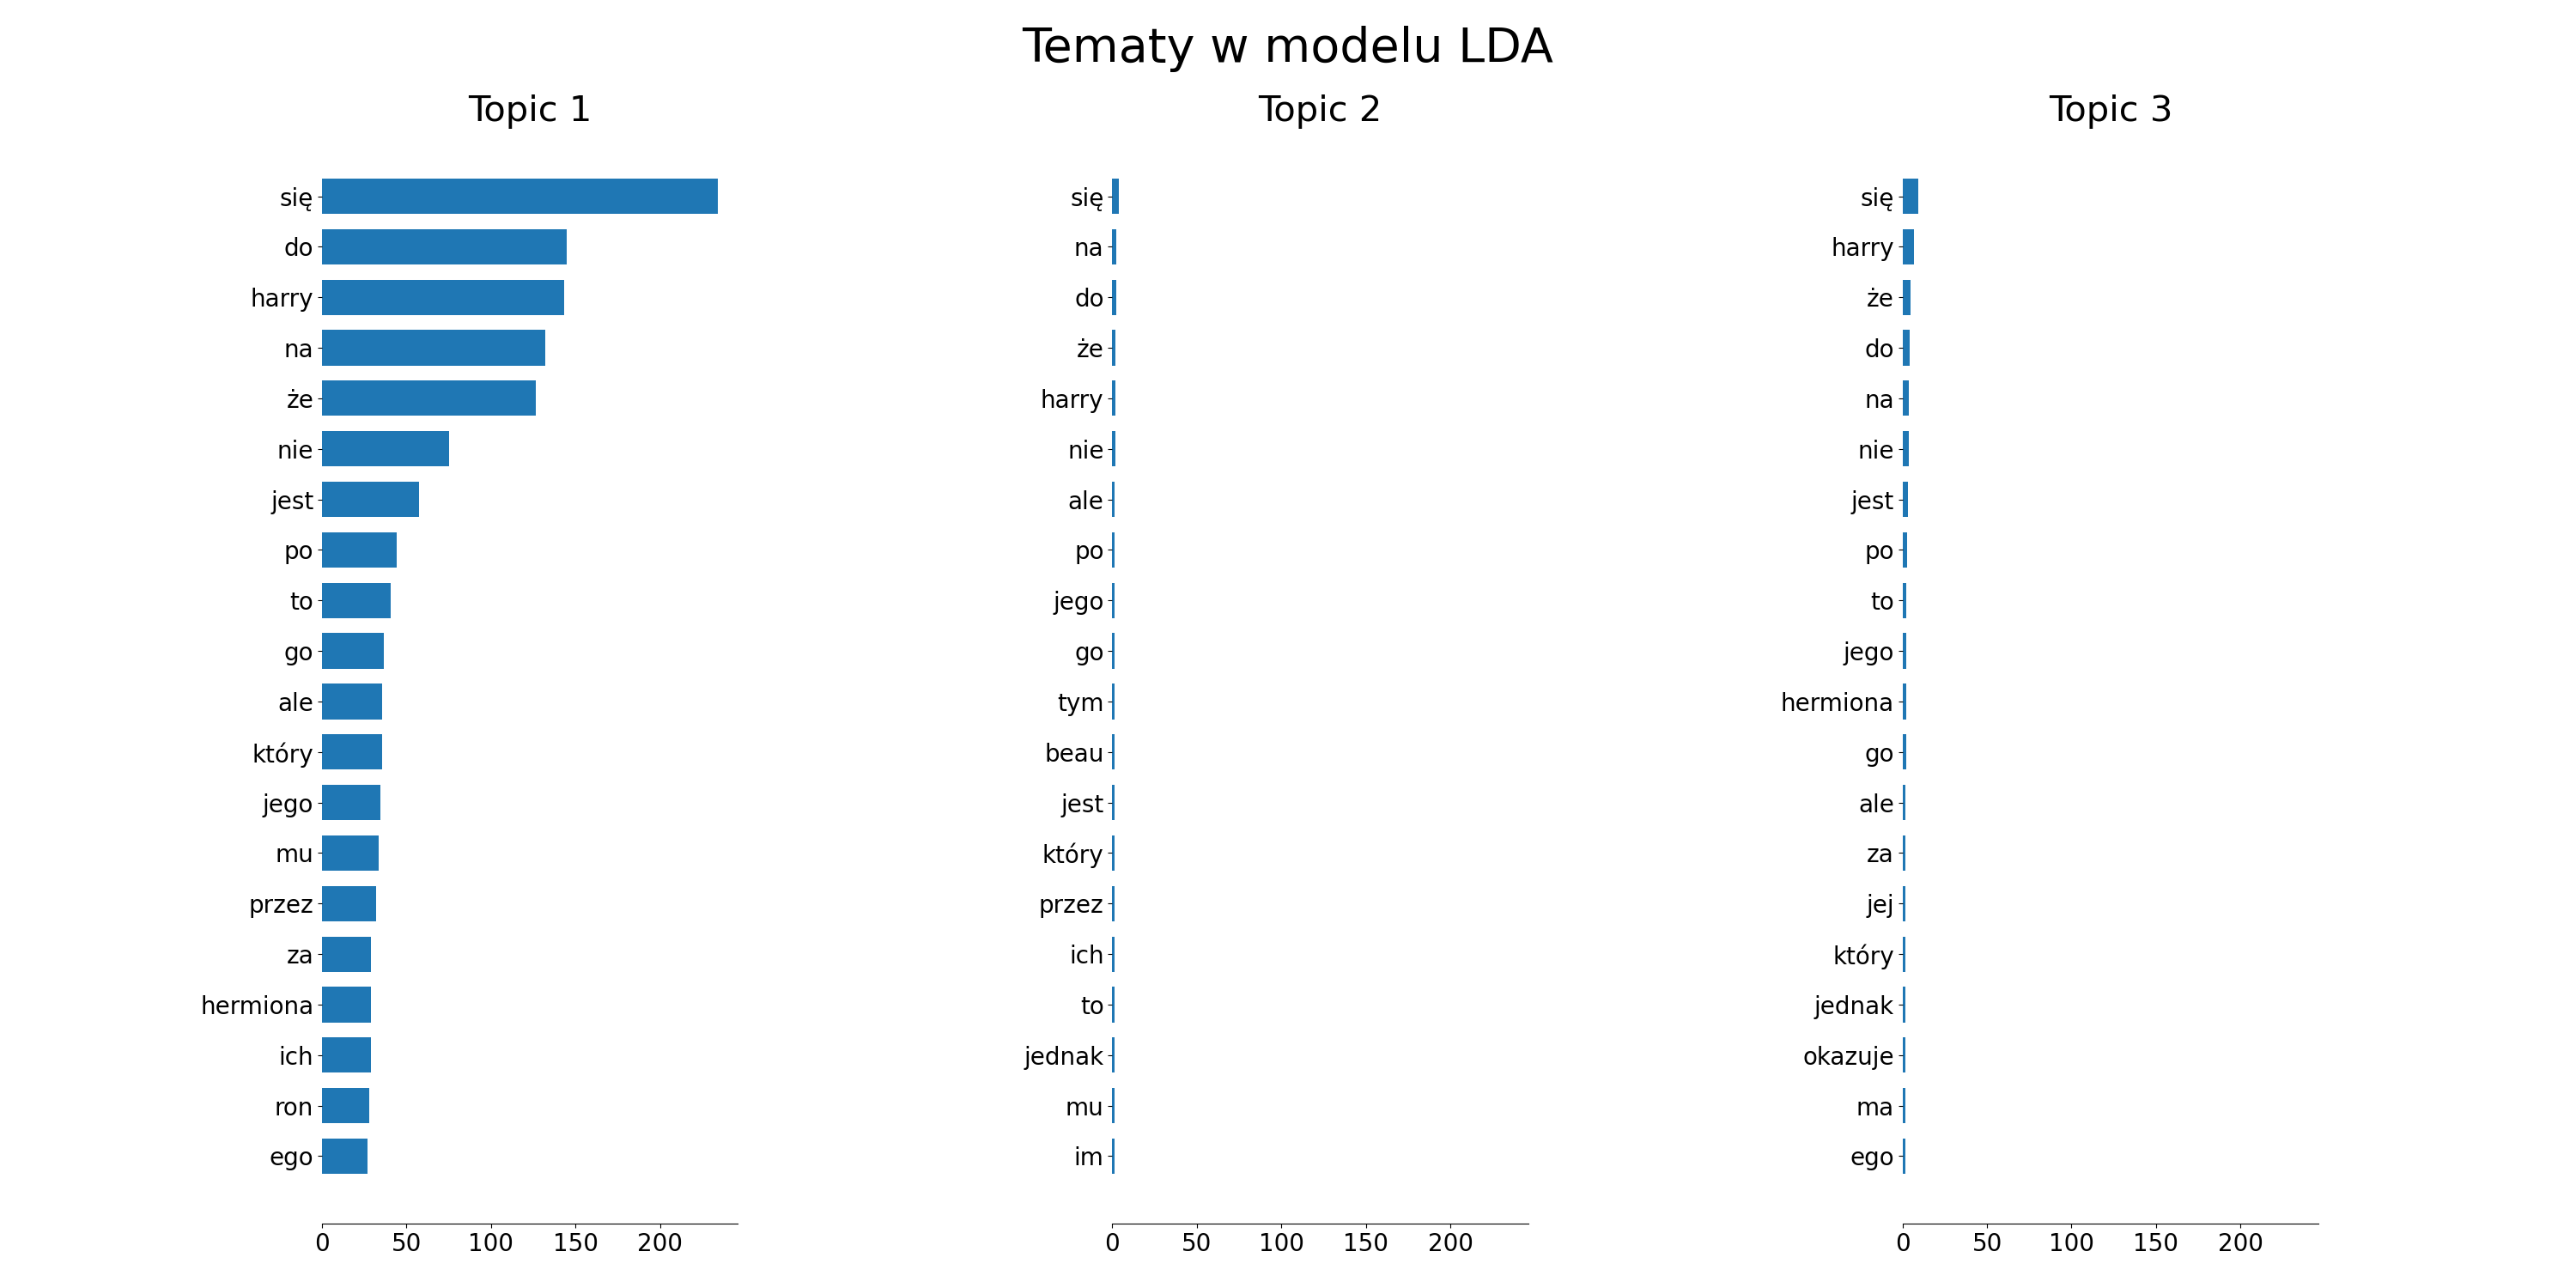 Tematy w modelu LDA
Topic 1
się
do
harry
na
że
nie
jest
po
to
go
ale
który
jego
mu
przez
za
hermiona
ich
ron
ego
0 50 100 150 200
Topic 2
się
na
do
że
harry
nie
ale
po
jego
go
tym
beau
jest
który
przez
ich
to
jednak
mu
im
0 50 100 150 200
Topic 3
się
harry
że
do
na
nie
jest
po
to
jego
hermiona
go
ale
za
jej
który
jednak
okazuje
ma
ego
0 50 100 150 200